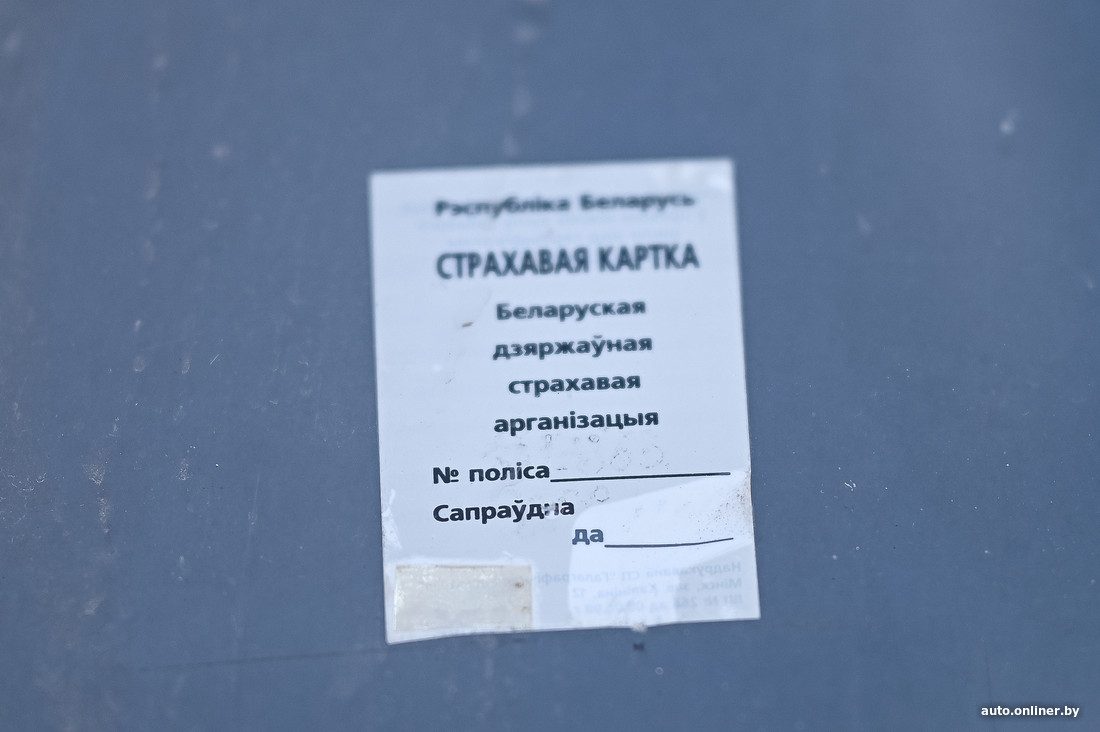 Рэспубліка Беларусь
СТРАХАВАЯ КАРТКА
Беларуская
дзяржаўная
страхавая
арганізацыя
№ поліса
Сапраўдна
да
auto.onliner.by